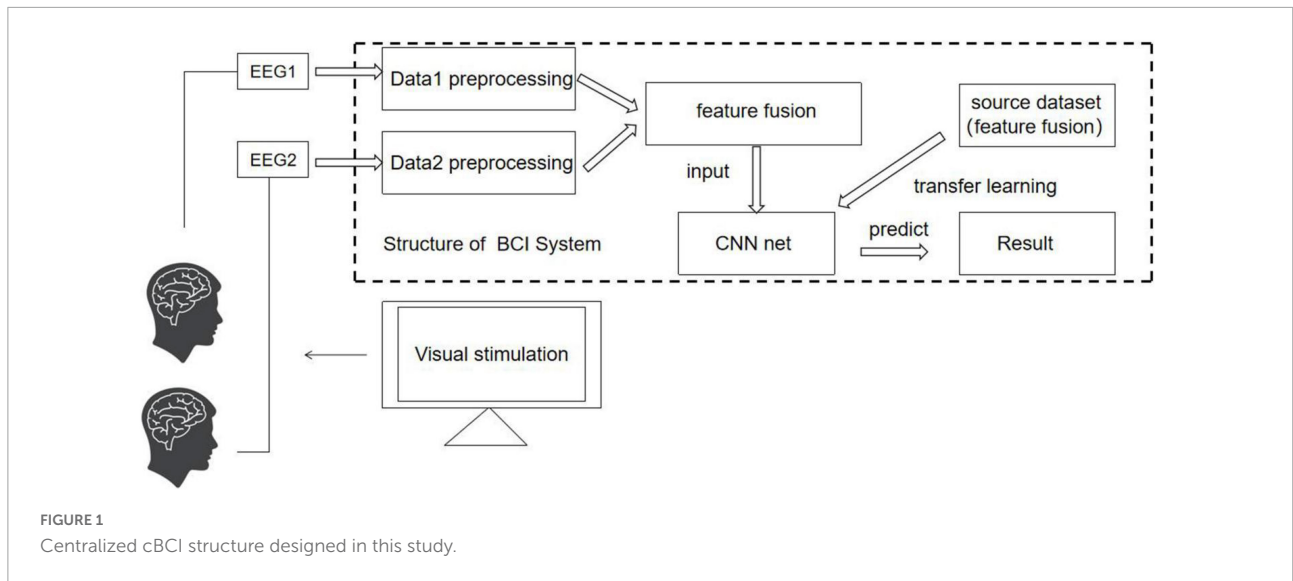 EEG1
Data1 preprocessing
feature fusion
source dataset
(feature fusion)
EEG2
Data2 preprocessing
input
transfer learning
Structure of BCI System
CNN net
predict
Result
Visual stimulation
FIGURE 1
Centralized cBCI structure designed in this study.